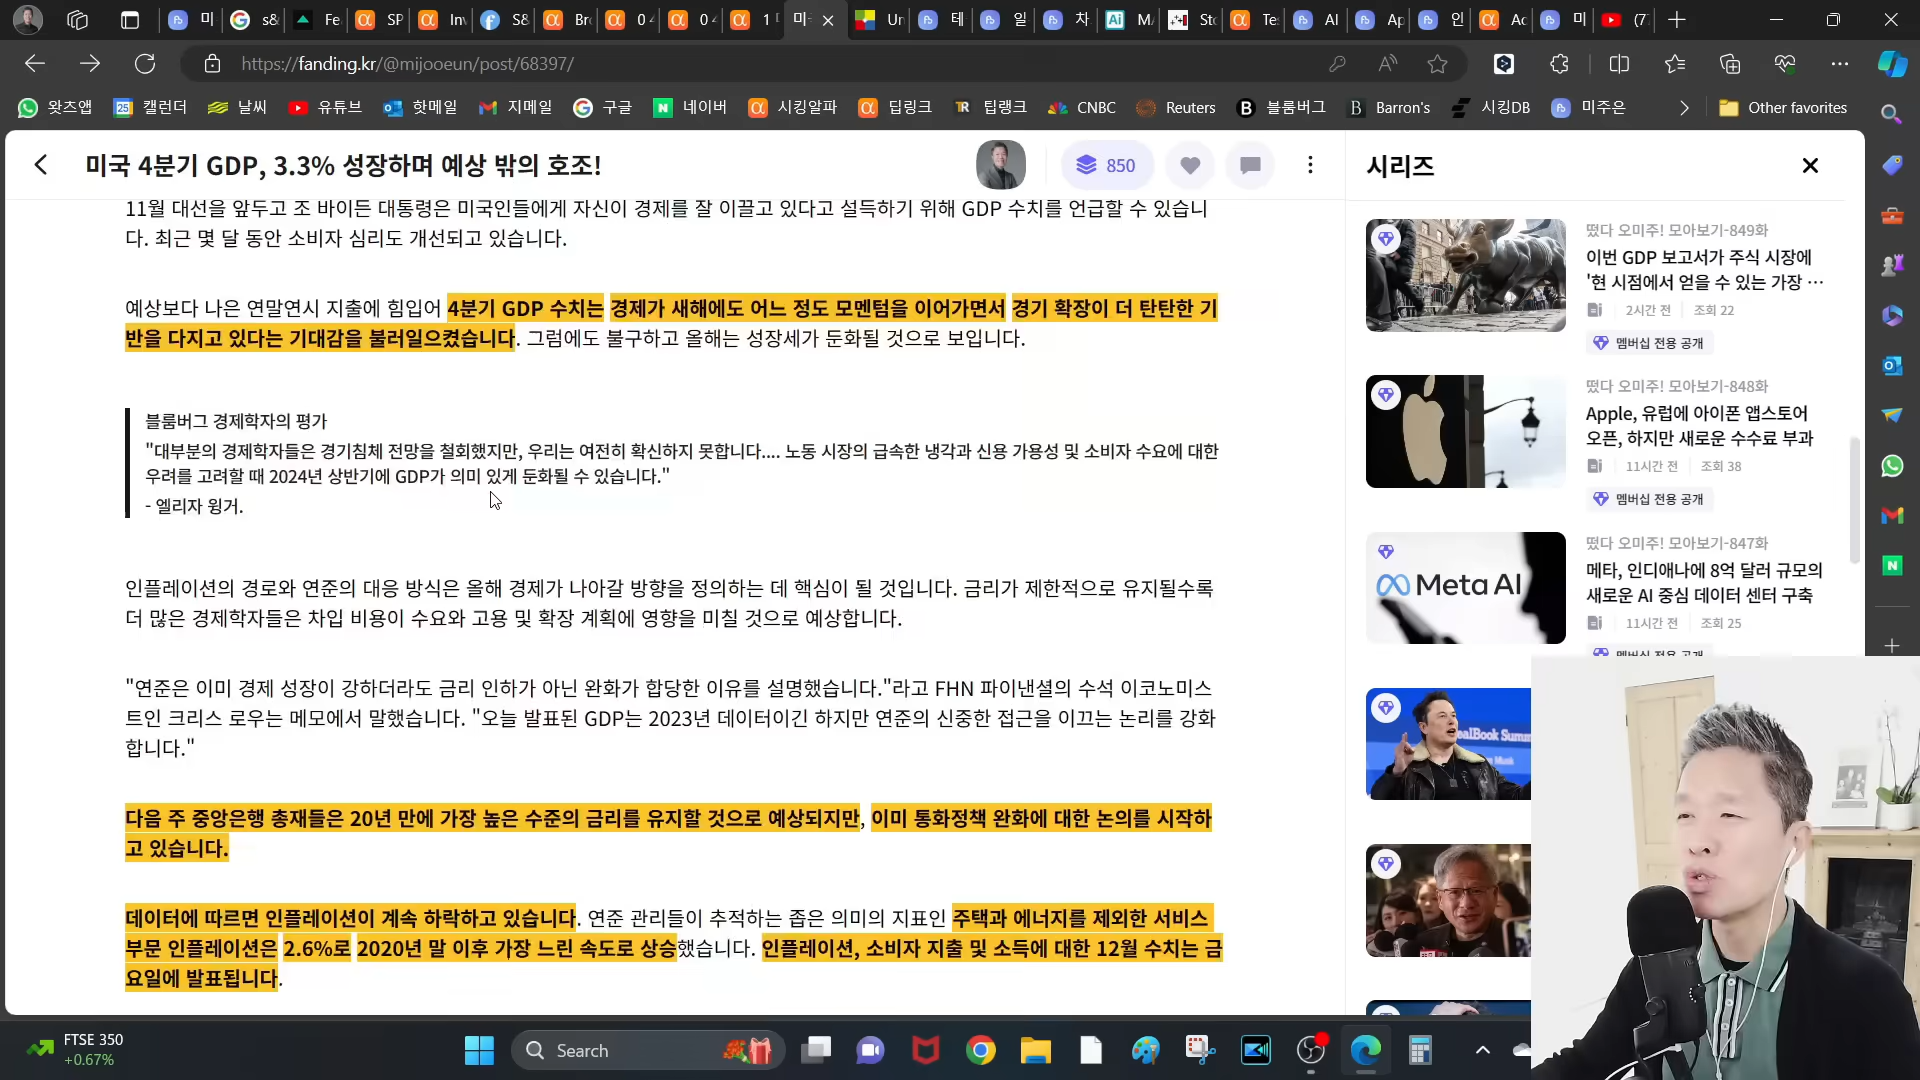 미
s&
Fe
SP
Inv
S&
Br
0 4
0 4
1
미
Un
테
일
차
M
St
Te
AI
Ap
인
Ac
미
(7
https://fanding.kr/@mijooeun/post/68397/
왓츠앱
캘린더
날씨
유튜브
핫메일
지메일
구글
네이버
시킹알파
딥링크
팁랭크
CNBC
Reuters
블룸버그
Barron's
시킹DB
미주은
Other favorites
미국 4분기 GDP, 3.3% 성장하며 예상 밖의 호조!
850
11월 대선을 앞두고 조 바이든 대통령은 미국인들에게 자신이 경제를 잘 이끌고 있다고 설득하기 위해 GDP 수치를 언급할 수 있습니
다. 최근 몇 달 동안 소비자 심리도 개선되고 있습니다.
예상보다 나은 연말연시 지출에 힘입어 4분기 GDP 수치는 경제가 새해에도 어느 정도 모멘텀을 이어가면서 경기 확장이 더 탄탄한 기
반을 다지고 있다는 기대감을 불러일으켰습니다. 그럼에도 불구하고 올해는 성장세가 둔화될 것으로 보입니다.
블룸버그 경제학자의 평가
"대부분의 경제학자들은 경기침체 전망을 철회했지만, 우리는 여전히 확신하지 못합니다.... 노동 시장의 급속한 냉각과 신용 가용성 및 소비자 수요에 대한
우려를 고려할 때 2024년 상반기에 GDP가 의미 있게 둔화될 수 있습니다."
- 엘리자 윙거.
인플레이션의 경로와 연준의 대응 방식은 올해 경제가 나아갈 방향을 정의하는 데 핵심이 될 것입니다. 금리가 제한적으로 유지될수록
더 많은 경제학자들은 차입 비용이 수요와 고용 및 확장 계획에 영향을 미칠 것으로 예상합니다.
"연준은 이미 경제 성장이 강하더라도 금리 인하가 아닌 완화가 합당한 이유를 설명했습니다."라고 FHN 파이낸셜의 수석 이코노미스
트인 크리스 로우는 메모에서 말했습니다. "오늘 발표된 GDP는 2023년 데이터이긴 하지만 연준의 신중한 접근을 이끄는 논리를 강화
합니다."
다음 주 중앙은행 총재들은 20년 만에 가장 높은 수준의 금리를 유지할 것으로 예상되지만, 이미 통화정책 완화에 대한 논의를 시작하
고 있습니다.
데이터에 따르면 인플레이션이 계속 하락하고 있습니다. 연준 관리들이 추적하는 좁은 의미의 지표인 주택과 에너지를 제외한 서비스
부문 인플레이션은 2.6%로 2020년 말 이후 가장 느린 속도로 상승했습니다. 인플레이션, 소비자 지출 및 소득에 대한 12월 수치는 금
요일에 발표됩니다.
시리즈
떴다 오미주! 모아보기-849화
이번 GDP 보고서가 주식 시장에
'현 시점에서 얻을 수 있는 가장 …
2시간 전
조회 22
멤버십 전용 공개
떴다 오미주! 모아보기-848화
Apple, 유럽에 아이폰 앱스토어
오픈, 하지만 새로운 수수료 부과
11시간 전
조회 38
멤버십 전용 공개
떴다 오미주! 모아보기-847화
메타, 인디애나에 8억 달러 규모의
새로운 AI 중심 데이터 센터 구축
11시간 전
조회 25
Meta AI
ealBook Summ
FTSE 350
+0.67%
Search